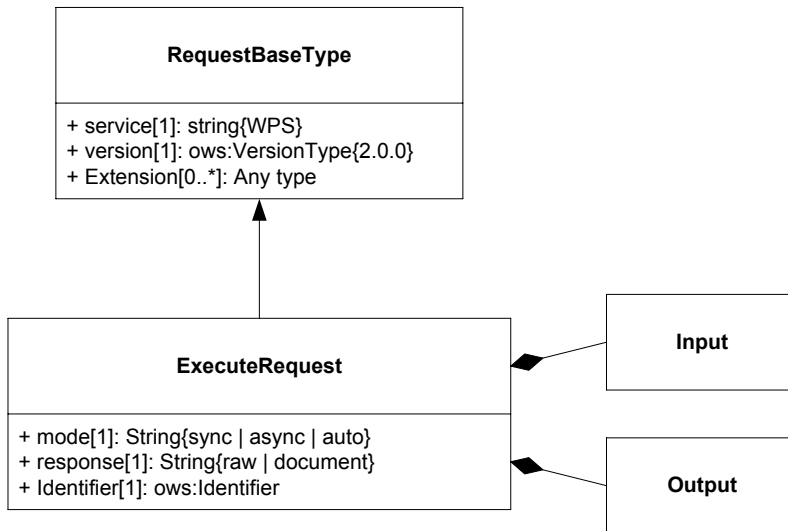 RequestBaseType
+ service[1]: string{WPS}
+ version[1]: ows:VersionType{2.0.0}
+ Extension[0..*]: Any type
ExecuteRequest
+ mode[1]: String{sync | async | auto}
+ response[1]: String{raw | document}
+ Identifier[1]: ows:Identifier
Input
Output